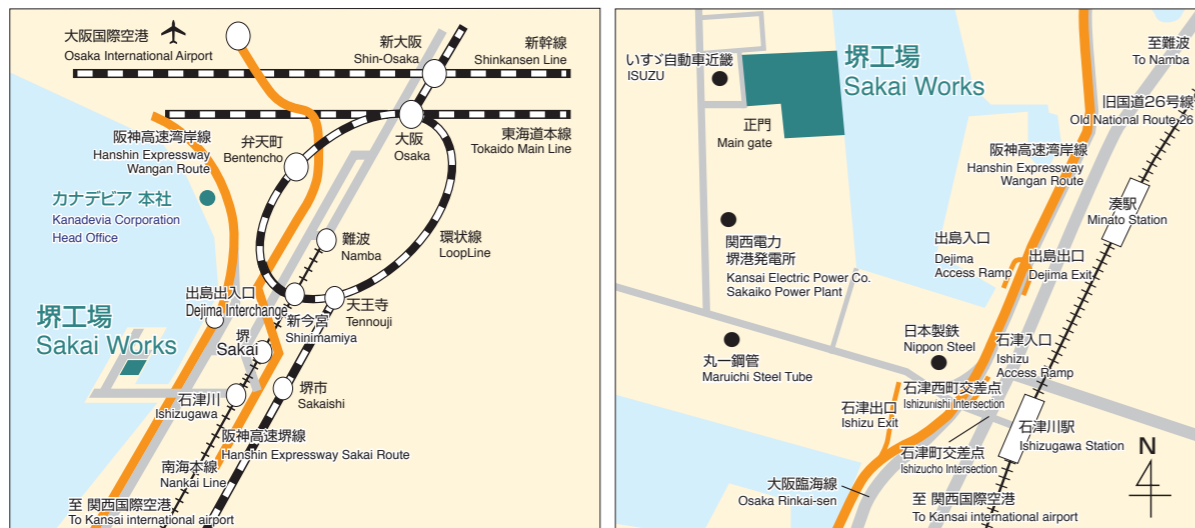 大阪国際空港
Osaka International Airport
新大阪
Shin-Osaka
新幹線
Shinkansen Line
阪神高速湾岸線
Hanshin Expressway
Wangan Route
弁天町
Bentencho
大阪
Osaka
東海道本線
Tokaido Main Line
カナデビア 本社
Kanadevia Corporation
Head Office
難波
Namba
環状線
LoopLine
出島出入口
Dejima Interchange
新今宮
Shinimamiya
天王寺
Tennouji
堺工場
Sakai Works
堺
Sakai
石津川
Ishizugawa
堺市
Sakaishi
阪神高速堺線
Hanshin Expressway Sakai Route
南海本線
Nankai Line
至 関西国際空港
To Kansai international airport
いすゞ自動車近畿
ISUZU
堺工場
Sakai Works
正門
Main gate
至難波
To Namba
旧国道26号線
Old National Route 26
阪神高速湾岸線
Hanshin Expressway
Wangan Route
湊駅
Minato Station
関西電力
堺港発電所
Kansai Electric Power Co.
Sakaiko Power Plant
出島入口
Dejima
Access Ramp
出島出口
Dejima Exit
丸一鋼管
Maruichi Steel Tube
日本製鉄
Nippon Steel
石津入口
Ishizu
Access Ramp
石津西町交差点
Ishizunishi Intersection
石津出口
Ishizu Exit
石津川駅
Ishizugawa Station
石津町交差点
Ishizucho Intersection
大阪臨海線
Osaka Rinkai-sen
至 関西国際空港
To Kansai international airport
N